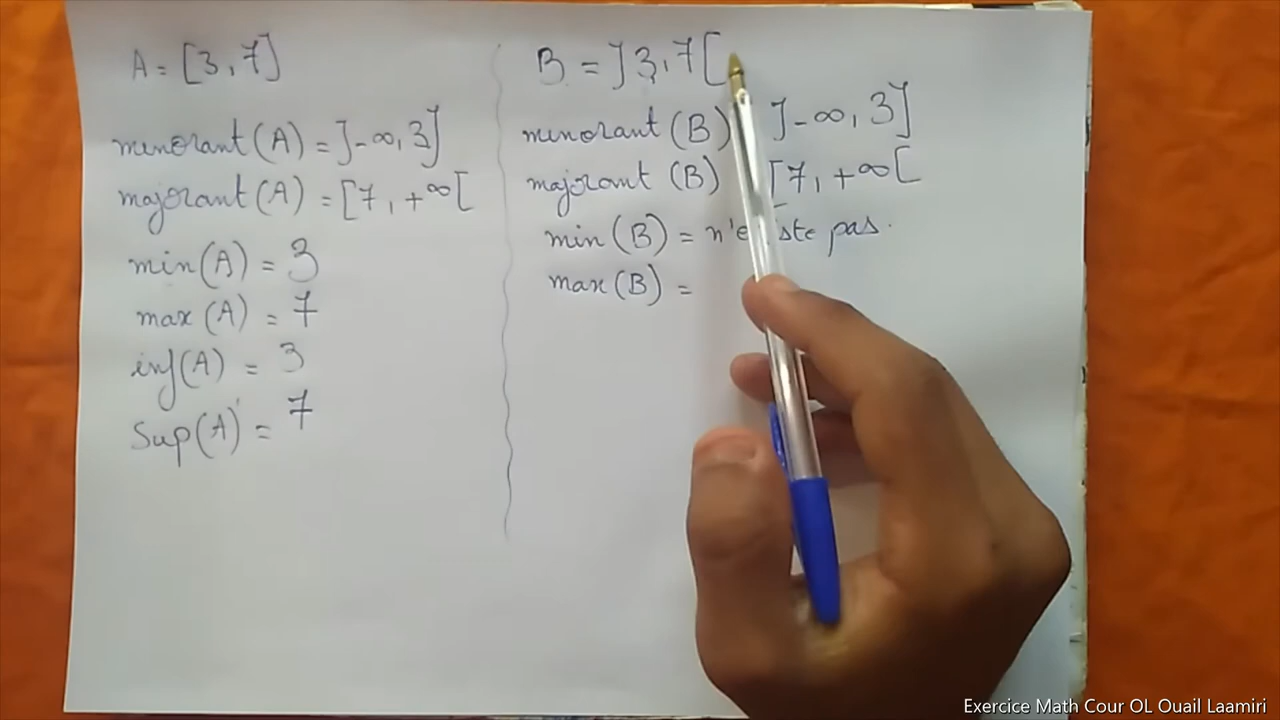 A = [3, 7]
minorant(A) = ]-∞, 3]
majorant(A) = [7, +∞[
min(A) = 3
max(A) = 7
inf(A) = 3
Sup(A) = 7
B = ]3, 7[
minorant(B) ]-∞, 3]
majorant(B) [7, +∞[
min(B) = n'existe pas.
max(B) =
Exercice Math Cour OL Ouail Laamiri